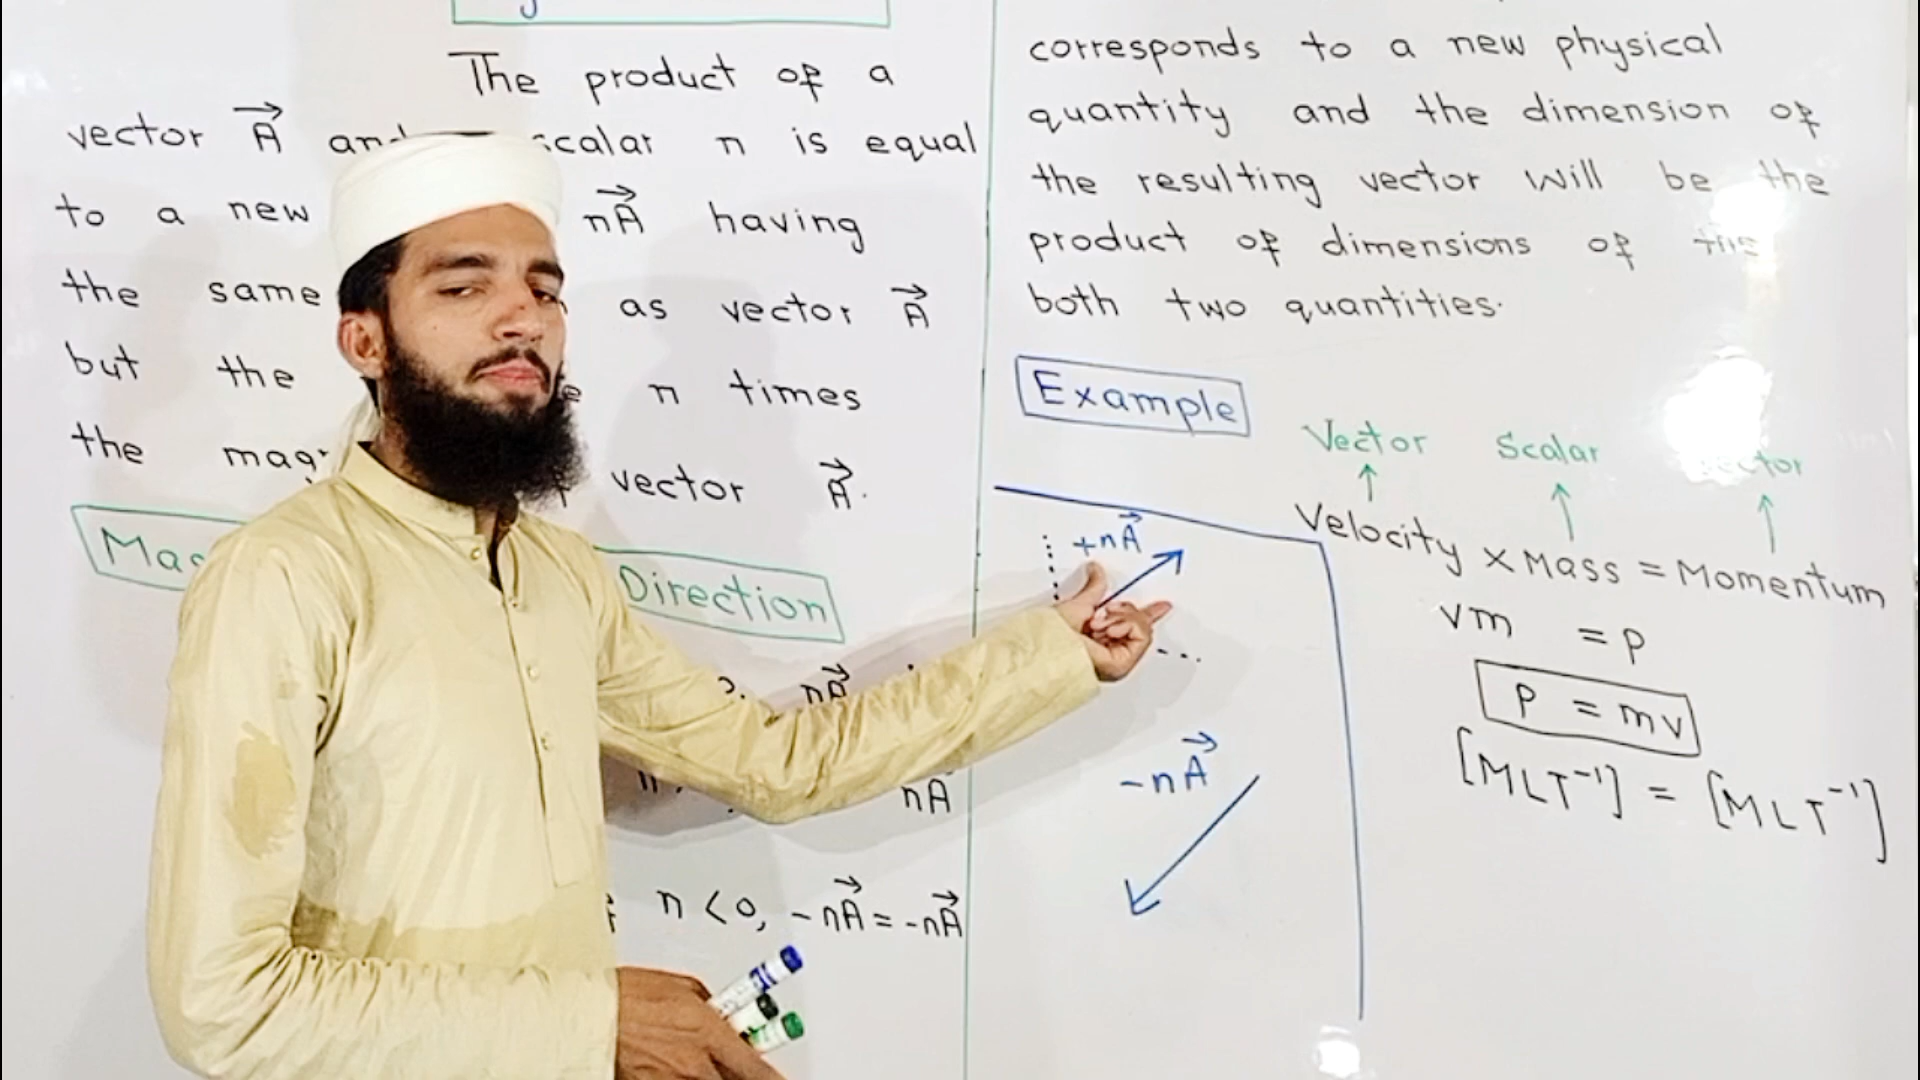 The product of a
vector A⃗ and scalar n is equal
to a new nA⃗ having
the same as vector A⃗
but the n times
the vector A⃗.
Direction
nA⃗
nA
n < 0, -nA⃗ = -nA⃗
corresponds to a new physical
quantity and the dimension of
the resulting vector will be the
product of dimensions of the
both two quantities.
Example
Vector Scalar Vector
↑ ↑ ↑
Velocity × Mass = Momentum
vm = p
P = mv
[MLT⁻¹] = [MLT⁻¹]
+nA⃗
-nA⃗